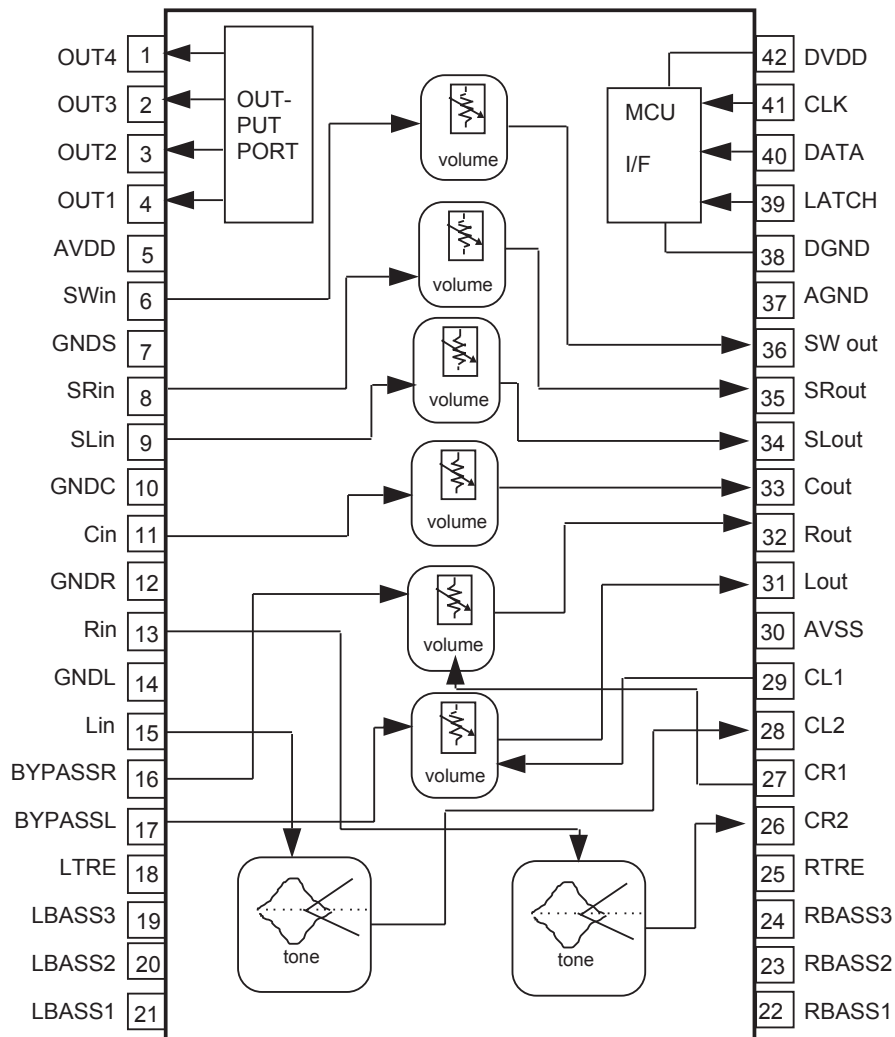 OUT4 1
OUT3 2
OUT2 3
OUT1 4
AVDD 5
SWin 6
GNDS 7
SRin 8
SLin 9
GNDC 10
Cin 11
GNDR 12
Rin 13
GNDL 14
Lin 15
BYPASSR 16
BYPASSL 17
LTRE 18
LBASS3 19
LBASS2 20
LBASS1 21
OUT-
PUT
PORT
volume
volume
volume
volume
volume
volume
tone
tone
MCU
I/F
42 DVDD
41 CLK
40 DATA
39 LATCH
38 DGND
37 AGND
36 SW out
35 SRout
34 SLout
33 Cout
32 Rout
31 Lout
30 AVSS
29 CL1
28 CL2
27 CR1
26 CR2
25 RTRE
24 RBASS3
23 RBASS2
22 RBASS1